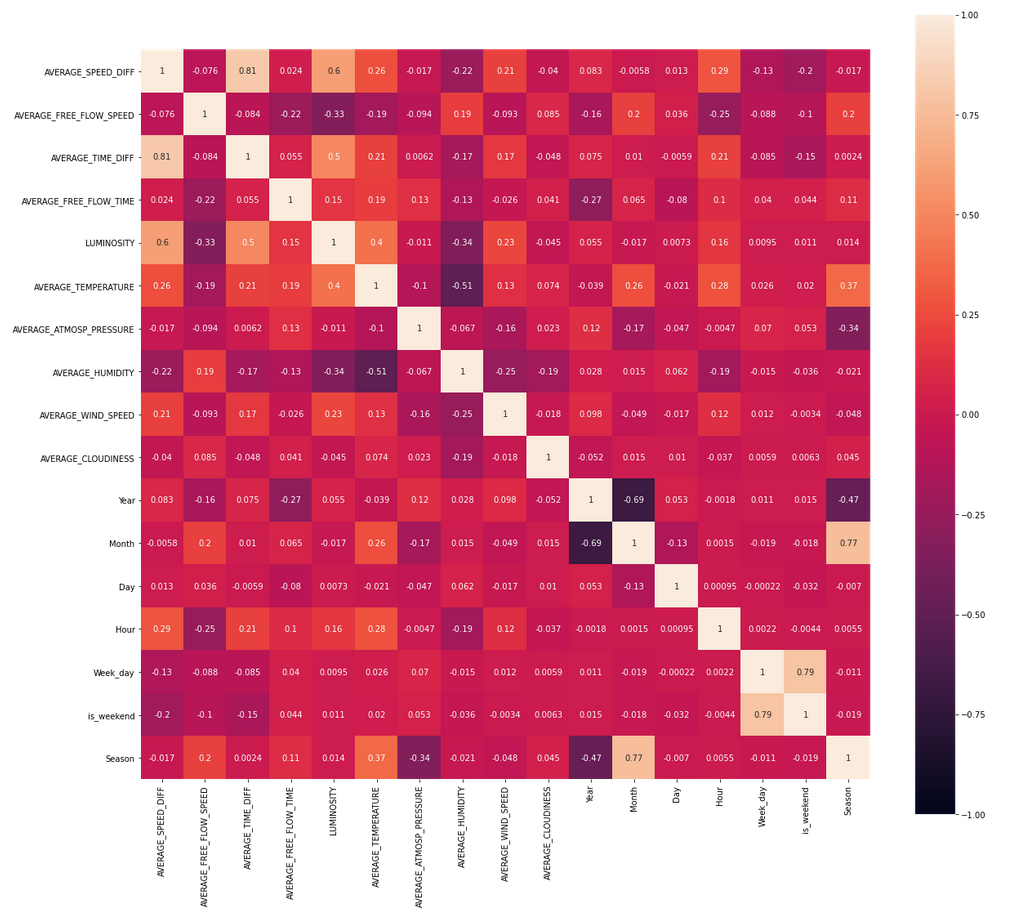 1.00
AVERAGE_SPEED_DIFF 1 -0.076 0.81 0.024 0.6 0.26 -0.017 -0.22 0.21 -0.04 0.083 -0.0058 0.013 0.29 -0.13 -0.2 -0.017
AVERAGE_FREE_FLOW_SPEED -0.076 1 -0.084 -0.22 -0.33 -0.19 -0.094 0.19 -0.093 0.085 -0.16 0.2 0.036 -0.25 -0.088 -0.1 0.2
0.75
AVERAGE_TIME_DIFF 0.81 -0.084 1 0.055 0.5 0.21 0.0062 -0.17 0.17 -0.048 0.075 0.01 -0.0059 0.21 -0.085 -0.15 0.0024
AVERAGE_FREE_FLOW_TIME 0.024 -0.22 0.055 1 0.15 0.19 0.13 -0.13 -0.026 0.041 -0.27 0.065 -0.08 0.1 0.04 0.044 0.11
0.50
LUMINOSITY 0.6 -0.33 0.5 0.15 1 0.4 -0.011 -0.34 0.23 -0.045 0.055 -0.017 0.0073 0.16 0.0095 0.011 0.014
AVERAGE_TEMPERATURE 0.26 -0.19 0.21 0.19 0.4 1 -0.1 -0.51 0.13 0.074 -0.039 0.26 -0.021 0.28 0.026 0.02 0.37
0.25
AVERAGE_ATMOSP_PRESSURE -0.017 -0.094 0.0062 0.13 -0.011 -0.1 1 -0.067 -0.16 0.023 0.12 -0.17 -0.047 -0.0047 0.07 0.053 -0.34
AVERAGE_HUMIDITY -0.22 0.19 -0.17 -0.13 -0.34 -0.51 -0.067 1 -0.25 -0.19 0.028 0.015 0.062 -0.19 -0.015 -0.036 -0.021
AVERAGE_WIND_SPEED 0.21 -0.093 0.17 -0.026 0.23 0.13 -0.16 -0.25 1 -0.018 0.098 -0.049 -0.017 0.12 0.012 -0.0034 -0.048
0.00
AVERAGE_CLOUDINESS -0.04 0.085 -0.048 0.041 -0.045 0.074 0.023 -0.19 -0.018 1 -0.052 0.015 0.01 -0.037 0.0059 0.0063 0.045
Year 0.083 -0.16 0.075 -0.27 0.055 -0.039 0.12 0.028 0.098 -0.052 1 -0.69 0.053 -0.0018 0.011 0.015 -0.47
−0.25
Month -0.0058 0.2 0.01 0.065 -0.017 0.26 -0.17 0.015 -0.049 0.015 -0.69 1 -0.13 0.0015 -0.019 -0.018 0.77
Day 0.013 0.036 -0.0059 -0.08 0.0073 -0.021 -0.047 0.062 -0.017 0.01 0.053 -0.13 1 0.00095 -0.00022 -0.032 -0.007
−0.50
Hour 0.29 -0.25 0.21 0.1 0.16 0.28 -0.0047 -0.19 0.12 -0.037 -0.0018 0.0015 0.00095 1 0.0022 -0.0044 0.0055
Week_day -0.13 -0.088 -0.085 0.04 0.0095 0.026 0.07 -0.015 0.012 0.0059 0.011 -0.019 -0.00022 0.0022 1 0.79 -0.011
is_weekend -0.2 -0.1 -0.15 0.044 0.011 0.02 0.053 -0.036 -0.0034 0.0063 0.015 -0.018 -0.032 -0.0044 0.79 1 -0.019
−0.75
Season -0.017 0.2 0.0024 0.11 0.014 0.37 -0.34 -0.021 -0.048 0.045 -0.47 0.77 -0.007 0.0055 -0.011 -0.019 1
−1.00
AVERAGE_SPEED_DIFF
AVERAGE_FREE_FLOW_SPEED
AVERAGE_TIME_DIFF
AVERAGE_FREE_FLOW_TIME
LUMINOSITY
AVERAGE_TEMPERATURE
AVERAGE_ATMOSP_PRESSURE
AVERAGE_HUMIDITY
AVERAGE_WIND_SPEED
AVERAGE_CLOUDINESS
Year
Month
Day
Hour
Week_day
is_weekend
Season